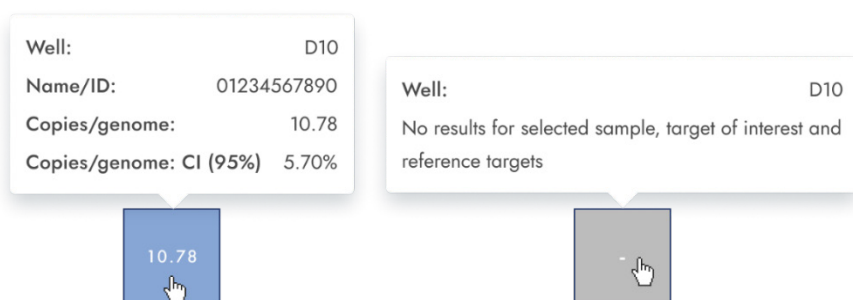 Well: D10
Name/ID: 01234567890
Copies/genome: 10.78
Copies/genome: CI (95%) 5.70%
10.78
Well: D10
No results for selected sample, target of interest and
reference targets
-